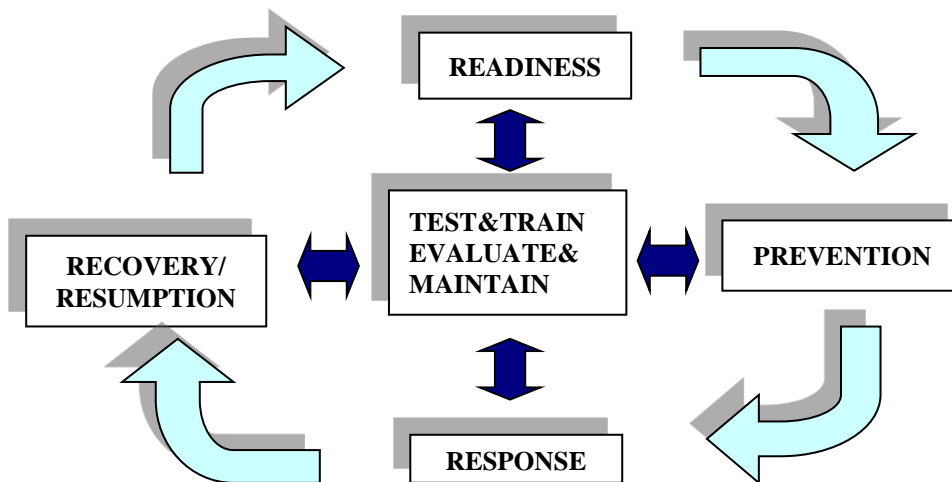 READINESS
TEST&TRAIN
EVALUATE&
MAINTAIN
PREVENTION
RECOVERY/
RESUMPTION
RESPONSE